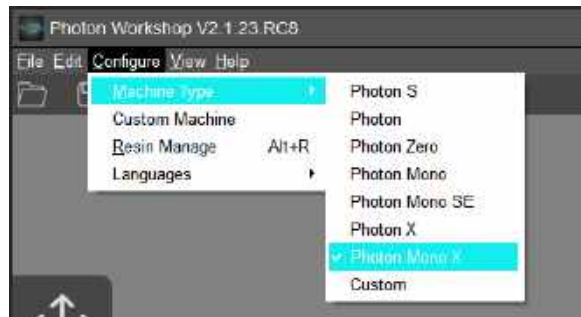 Photon Workshop V2.1.23.RC8
File Edit Configure View Help
Machine Type
Custom Machine
Resin Manage Alt+R
Languages
Photon S
Photon
Photon Zero
Photon Mono
Photon Mono SE
Photon X
Photon Mono X
Custom